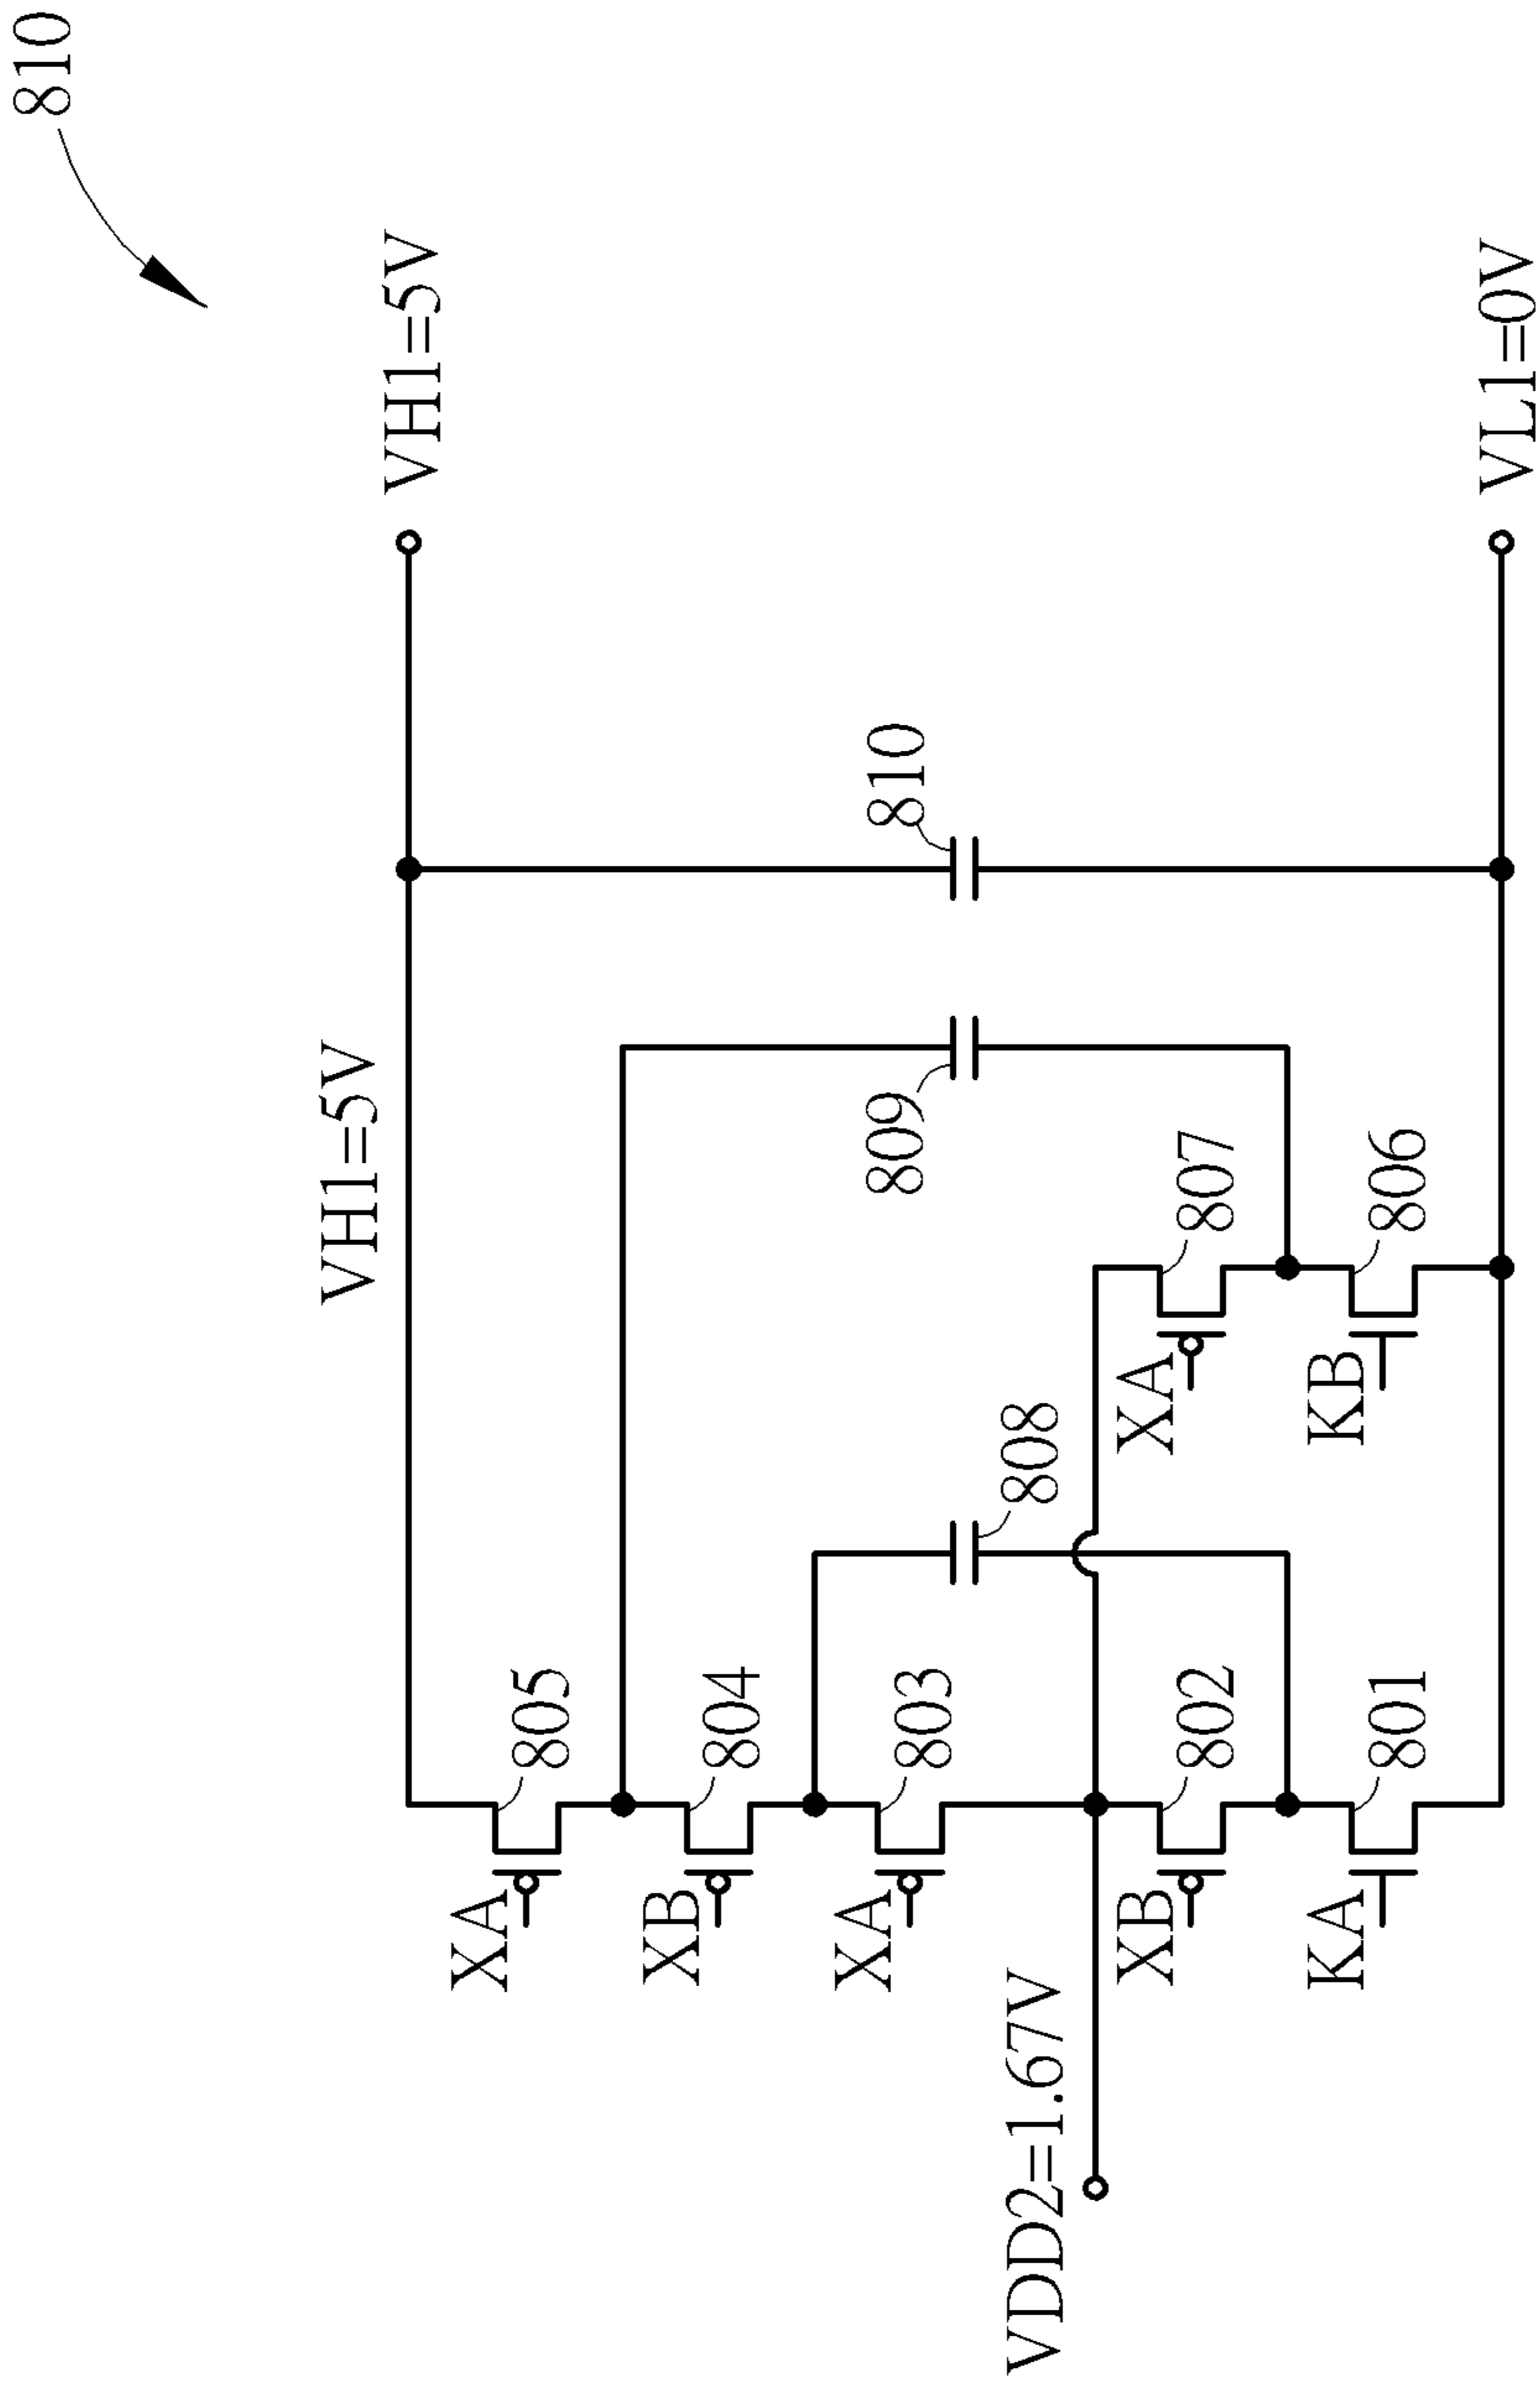 810
VH1=5V
VH1=5V
XA
805
XB
804
809
810
XA
803
808
VDD2=1.67V
XB
802
XA
807
KA
801
KB
806
VL1=0V